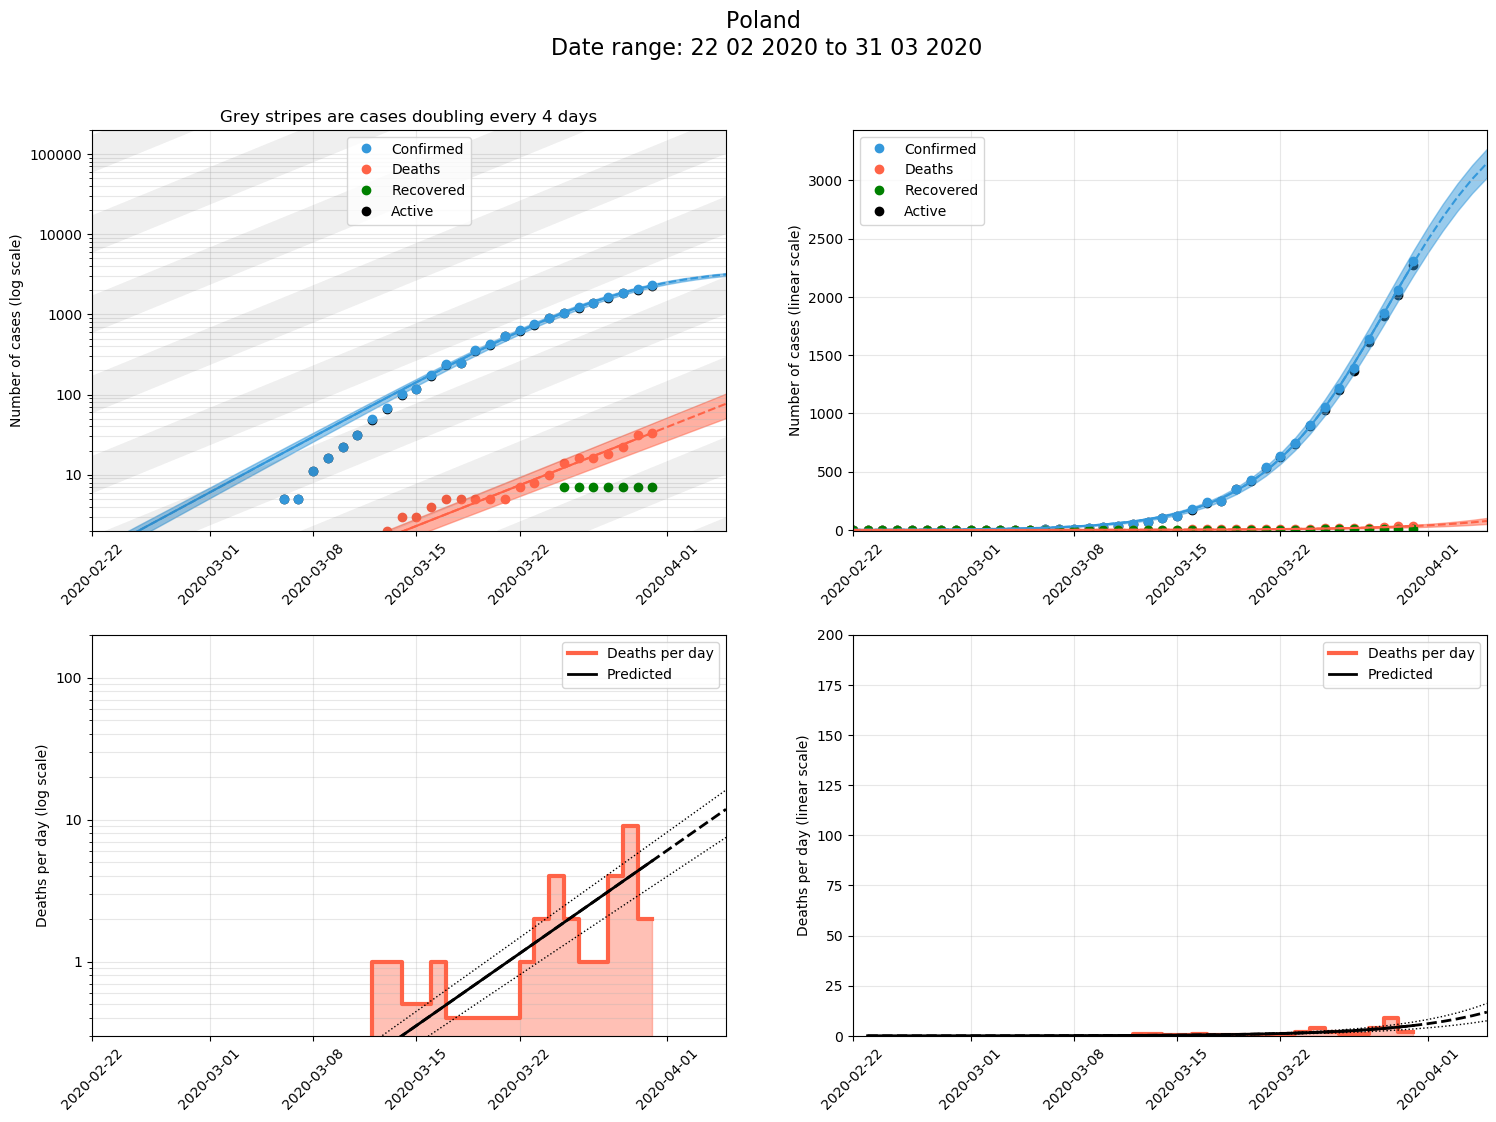 Poland
Date range: 22 02 2020 to 31 03 2020
Grey stripes are cases doubling every 4 days
Number of cases (log scale)
100000
10000
1000
100
10
Confirmed
Deaths
Recovered
Active
2020-02-22
2020-03-01
2020-03-08
2020-03-15
2020-03-22
2020-04-01
Number of cases (linear scale)
3000
2500
2000
1500
1000
500
0
Confirmed
Deaths
Recovered
Active
2020-02-22
2020-03-01
2020-03-08
2020-03-15
2020-03-22
2020-04-01
Deaths per day (log scale)
100
10
1
Deaths per day
Predicted
2020-02-22
2020-03-01
2020-03-08
2020-03-15
2020-03-22
2020-04-01
Deaths per day (linear scale)
200
175
150
125
100
75
50
25
0
Deaths per day
Predicted
2020-02-22
2020-03-01
2020-03-08
2020-03-15
2020-03-22
2020-04-01